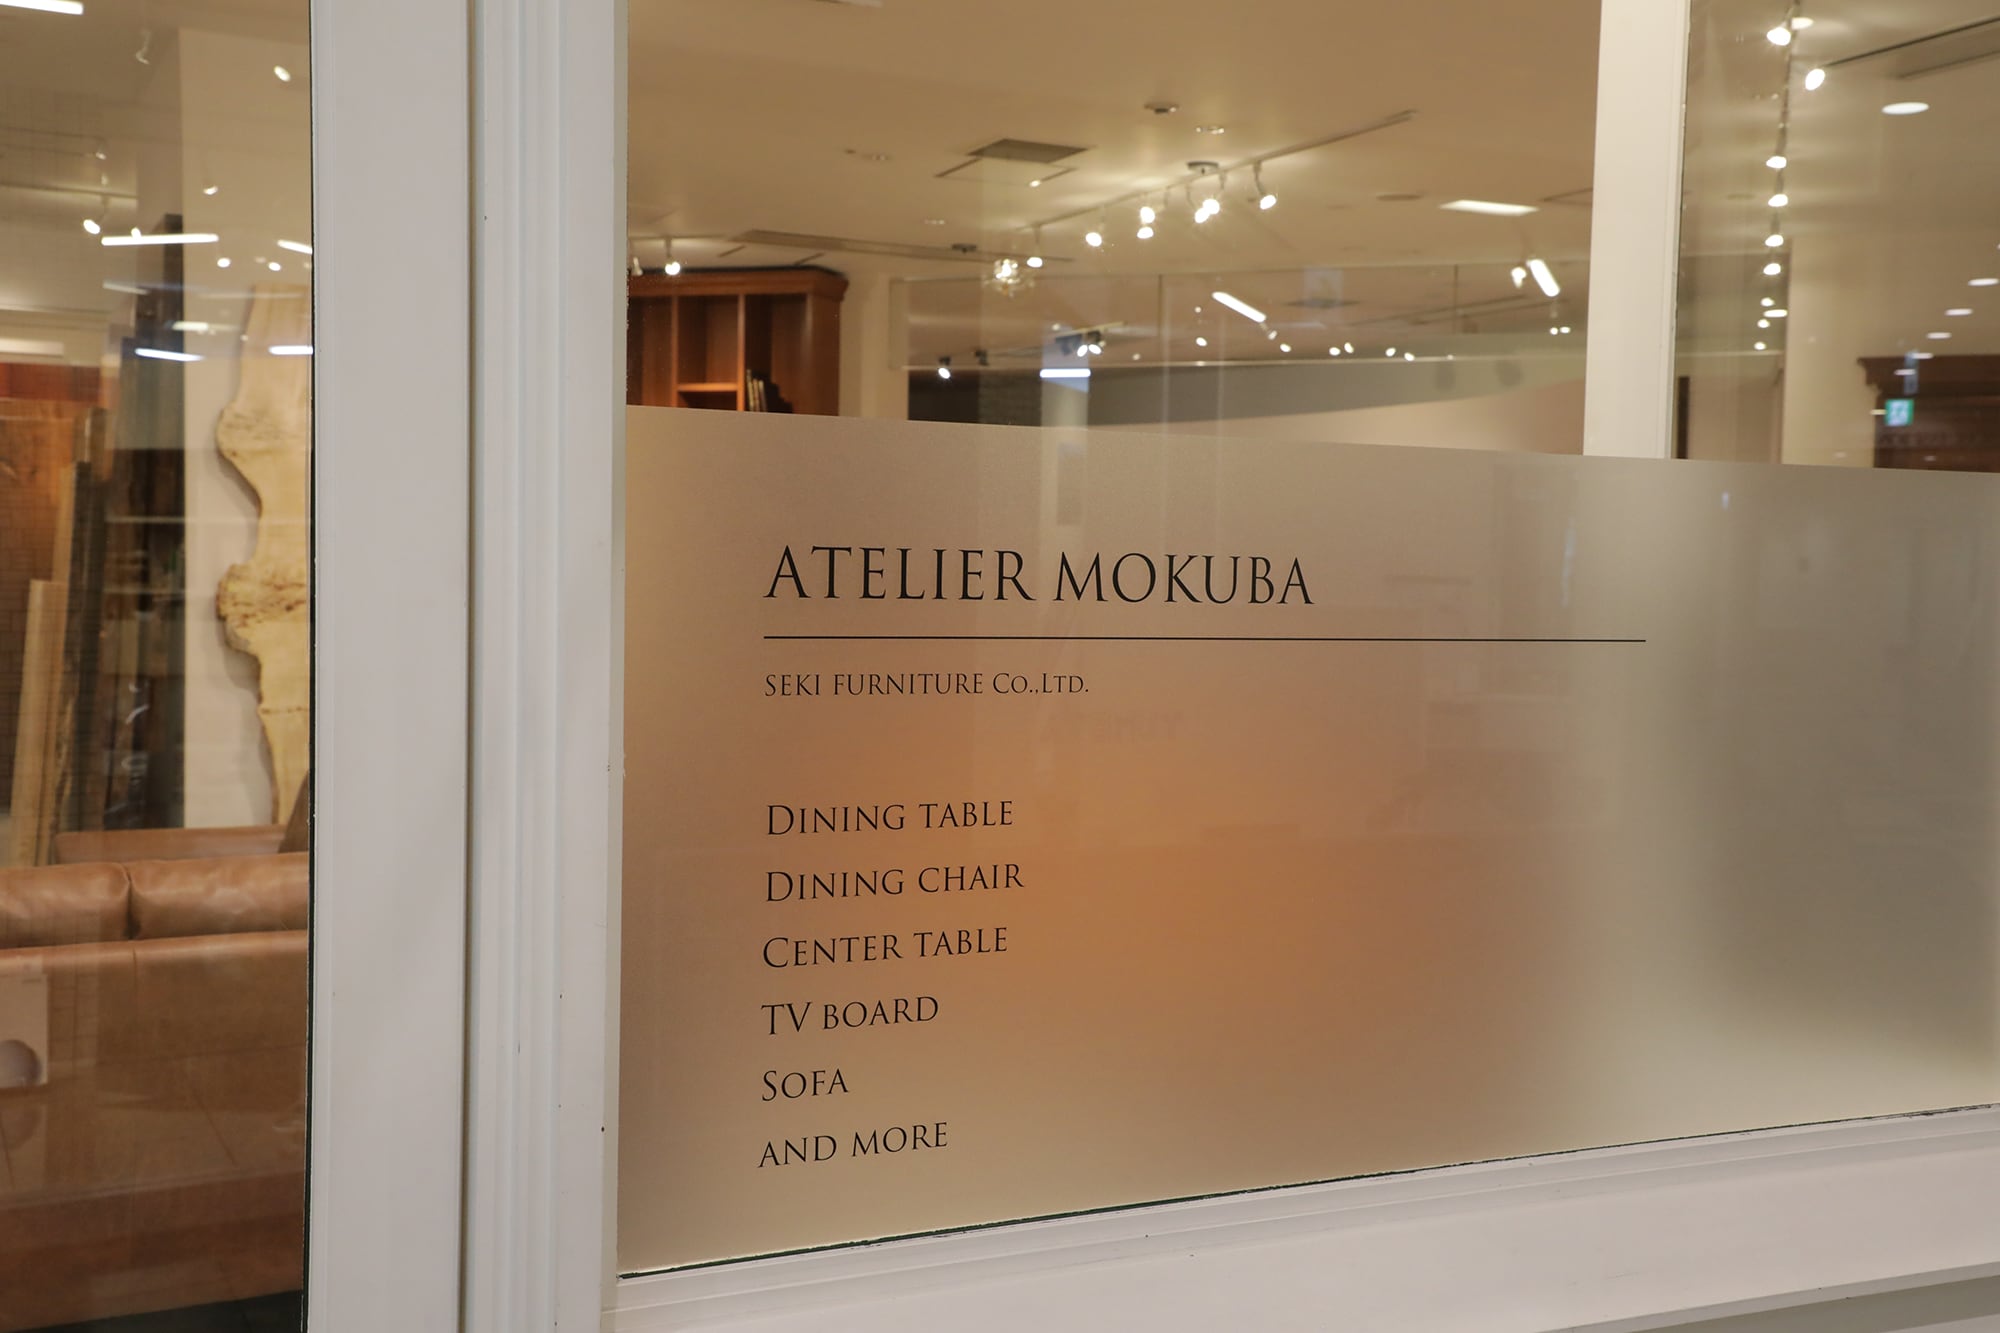 ATELIER MOKUBA
SEKI FURNITURE CO.,LTD.
DINING TABLE
DINING CHAIR
CENTER TABLE
TV BOARD
SOFA
AND MORE